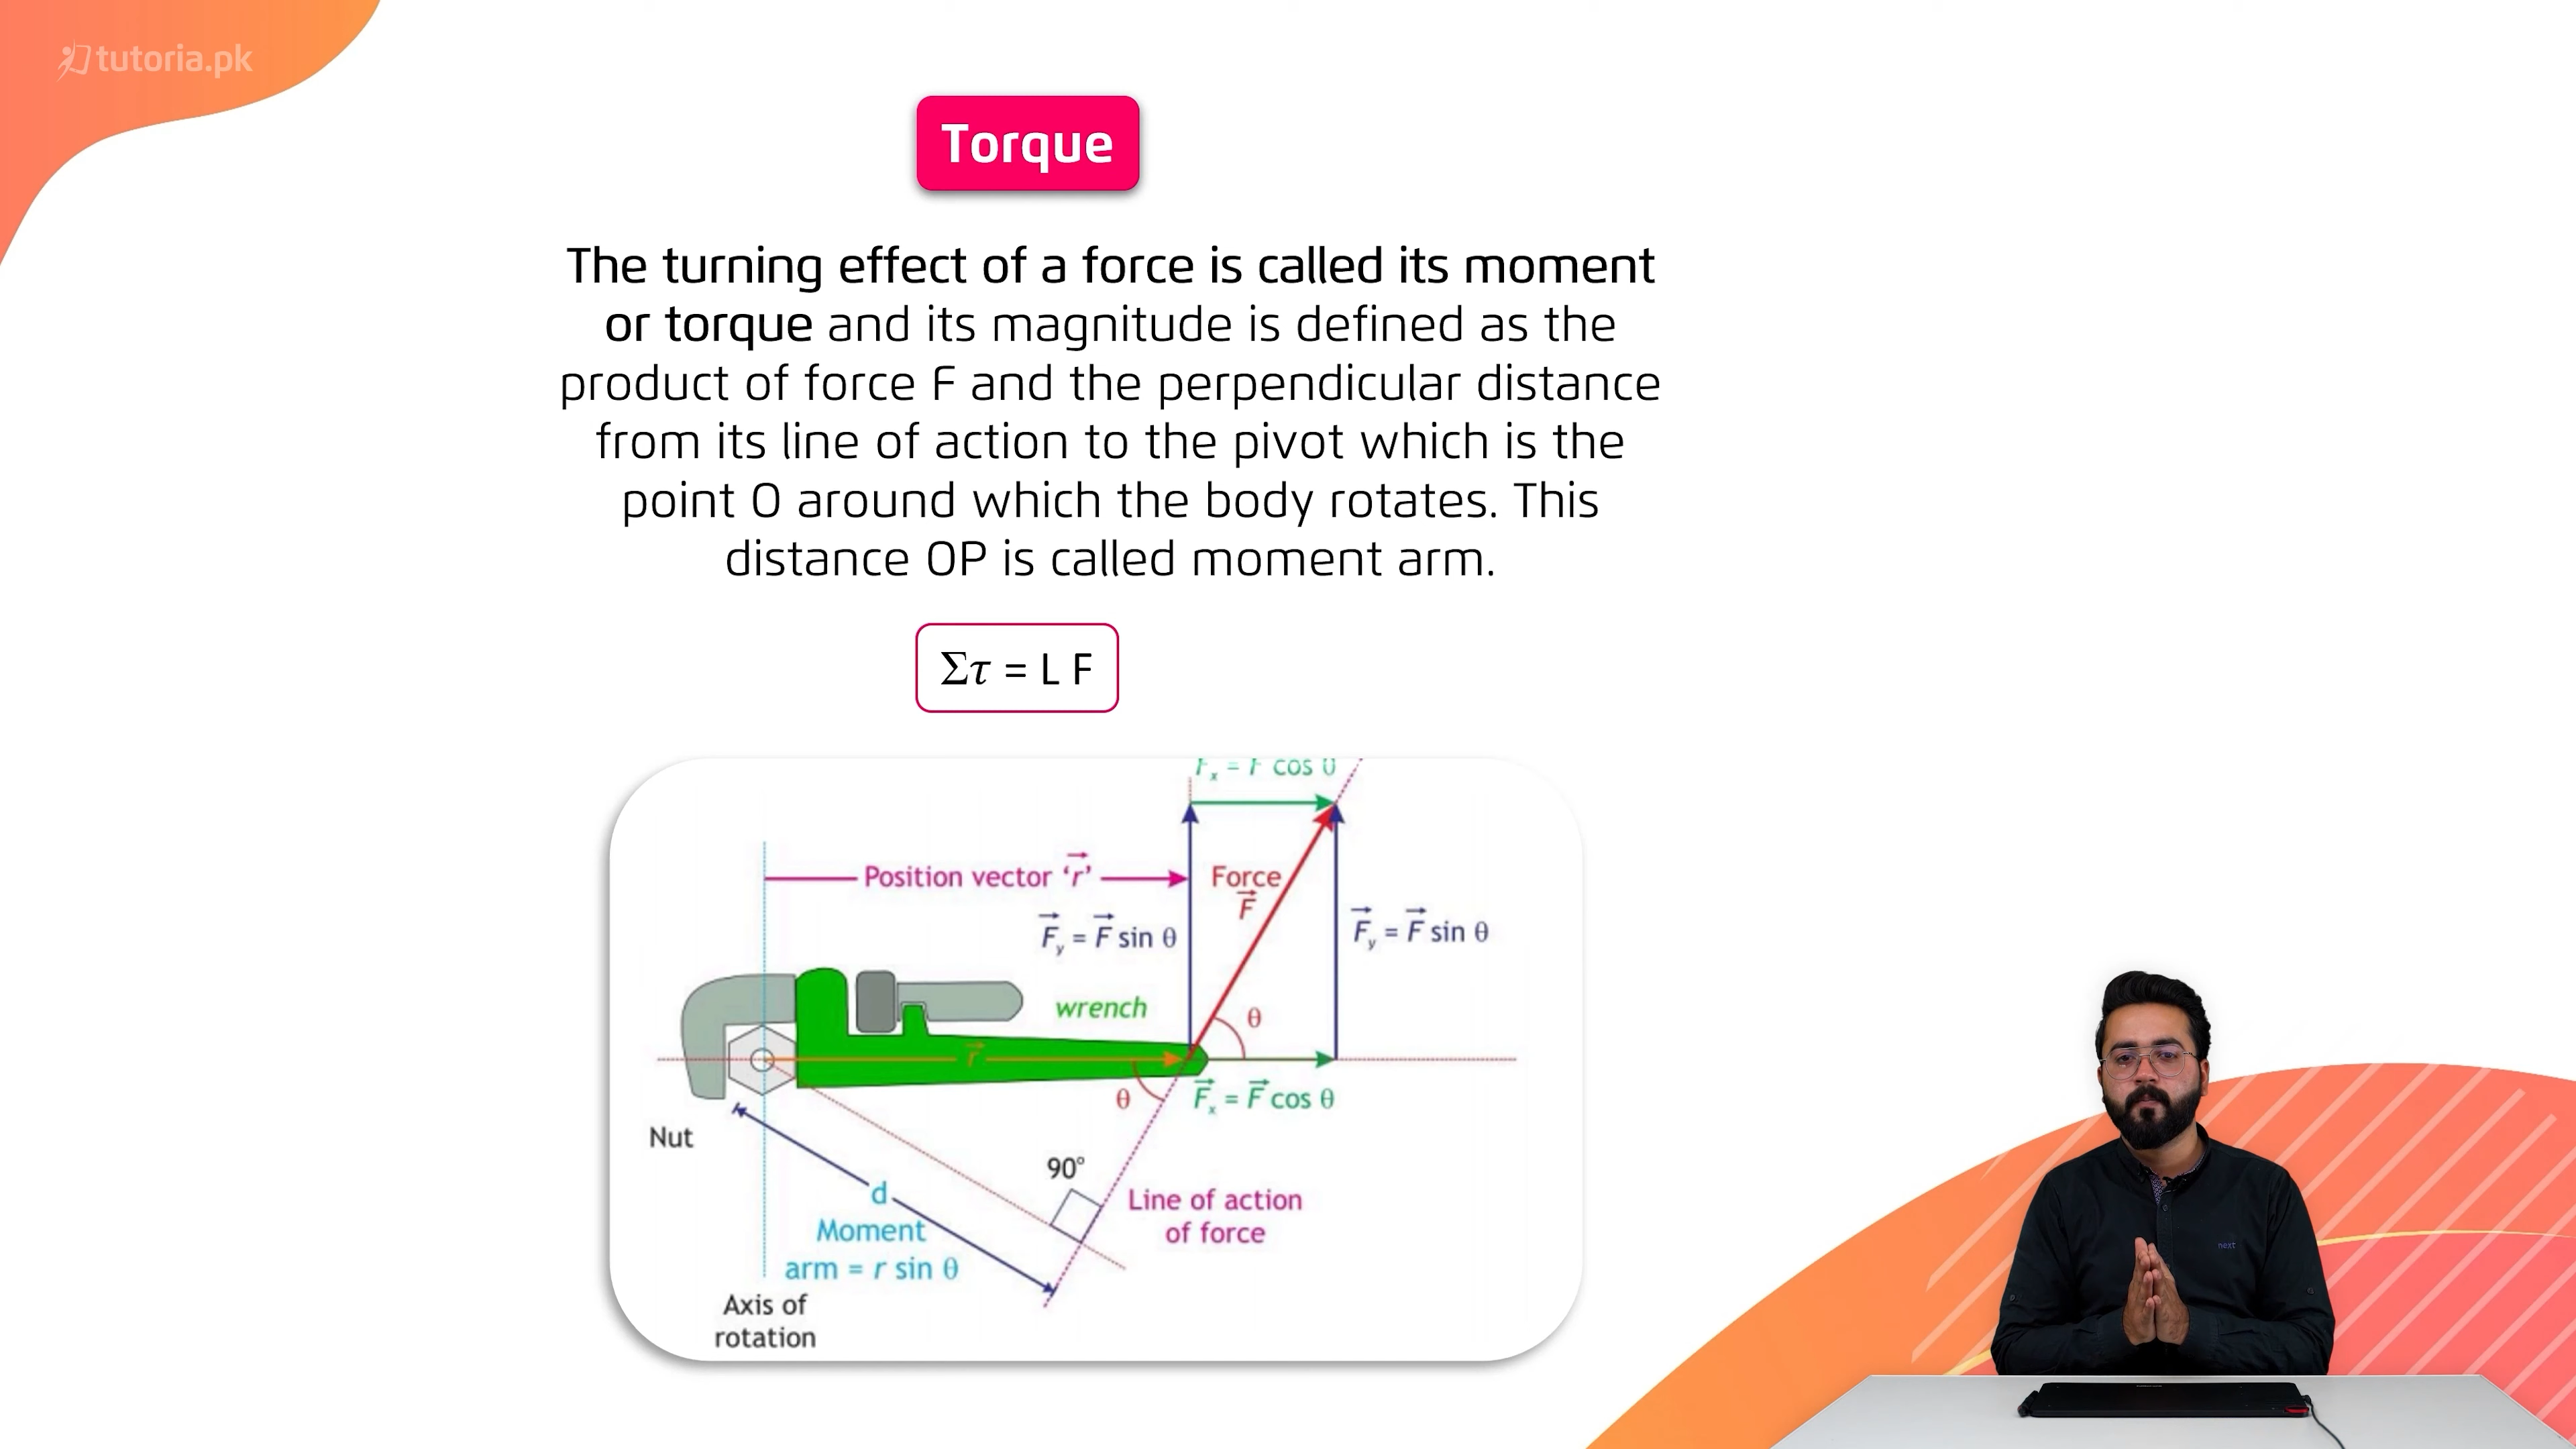 tutoria.pk
Torque
The turning effect of a force is called its moment
or torque and its magnitude is defined as the
product of force F and the perpendicular distance
from its line of action to the pivot which is the
point O around which the body rotates. This
distance OP is called moment arm.
Στ = L F
Fx = F cos θ
Position vector ‘r⃗’
Force
F⃗
F⃗y = F⃗ sin θ
F⃗y = F⃗ sin θ
wrench
θ
r⃗
θ
F⃗x = F⃗ cos θ
Nut
90°
d
Moment
arm = r sin θ
Line of action
of force
Axis of
rotation
next